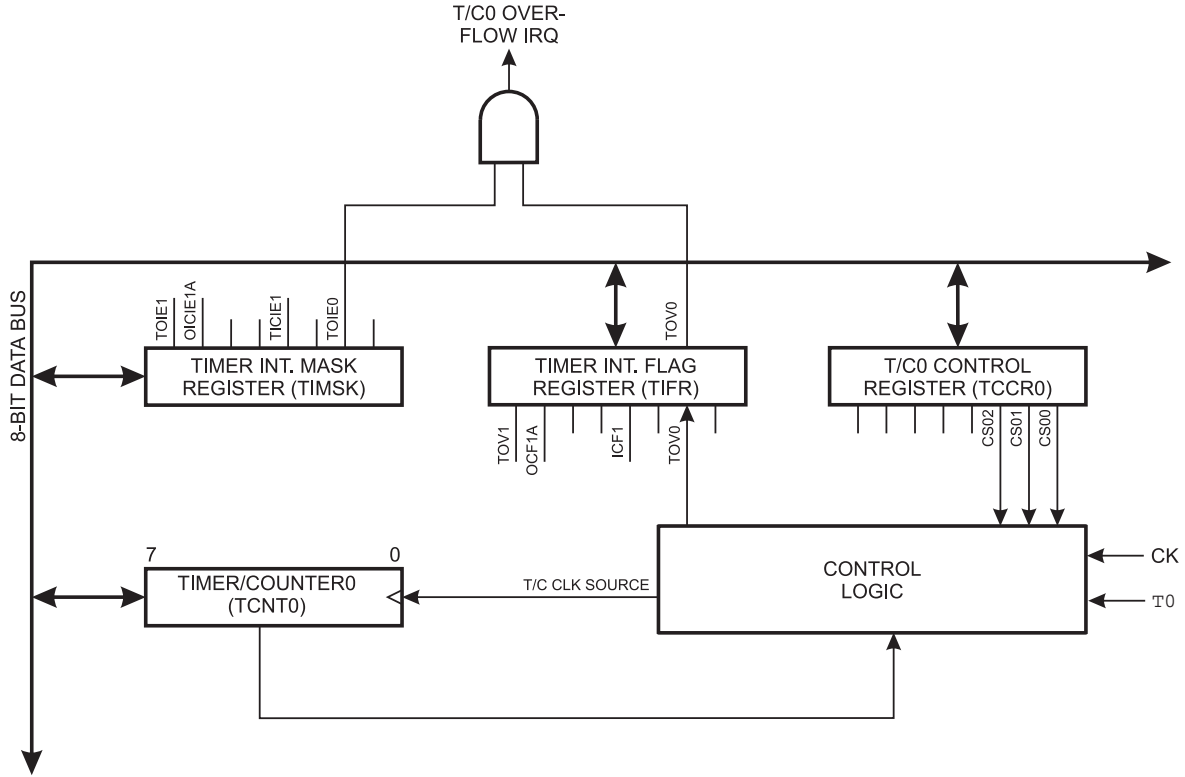 T/C0 OVER-
FLOW IRQ
8-BIT DATA BUS
TOIE1
OICIE1A
TICIE1
TOIE0
TOV0
TIMER INT. MASK
REGISTER (TIMSK)
TIMER INT. FLAG
REGISTER (TIFR)
T/C0 CONTROL
REGISTER (TCCR0)
TOV1
OCF1A
ICF1
TOV0
CS02
CS01
CS00
7
0
TIMER/COUNTER0
(TCNT0)
T/C CLK SOURCE
CONTROL
LOGIC
CK
T0